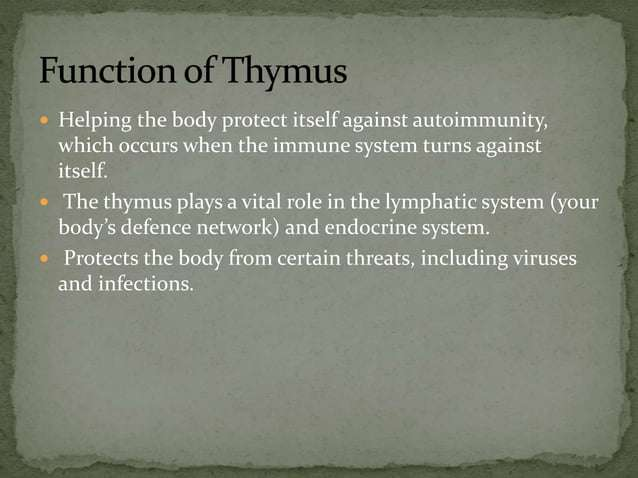 Function of Thymus
• Helping the body protect itself against autoimmunity,
which occurs when the immune system turns against
itself.
• The thymus plays a vital role in the lymphatic system (your
body’s defence network) and endocrine system.
• Protects the body from certain threats, including viruses
and infections.